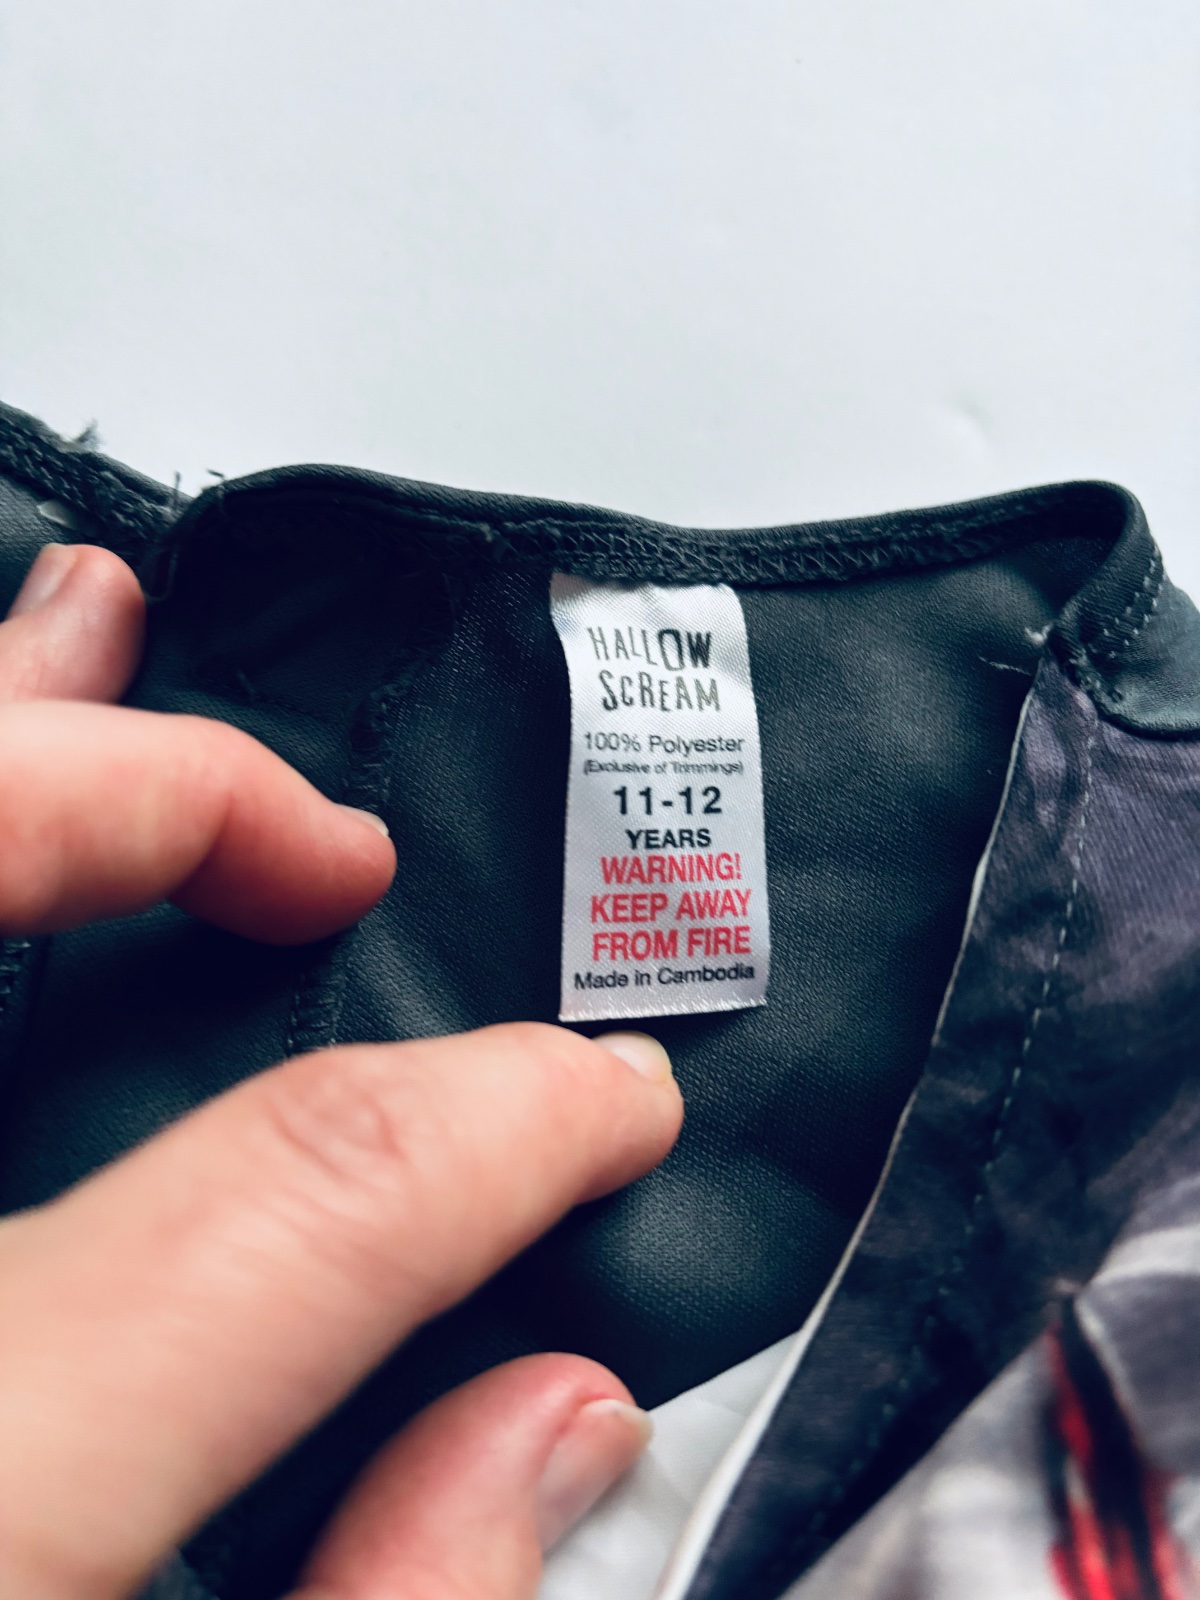 HALLOW
SCREAM
100% Polyester
(Exclusive of Trimmings)
11-12
YEARS
WARNING!
KEEP AWAY
FROM FIRE
Made in Cambodia